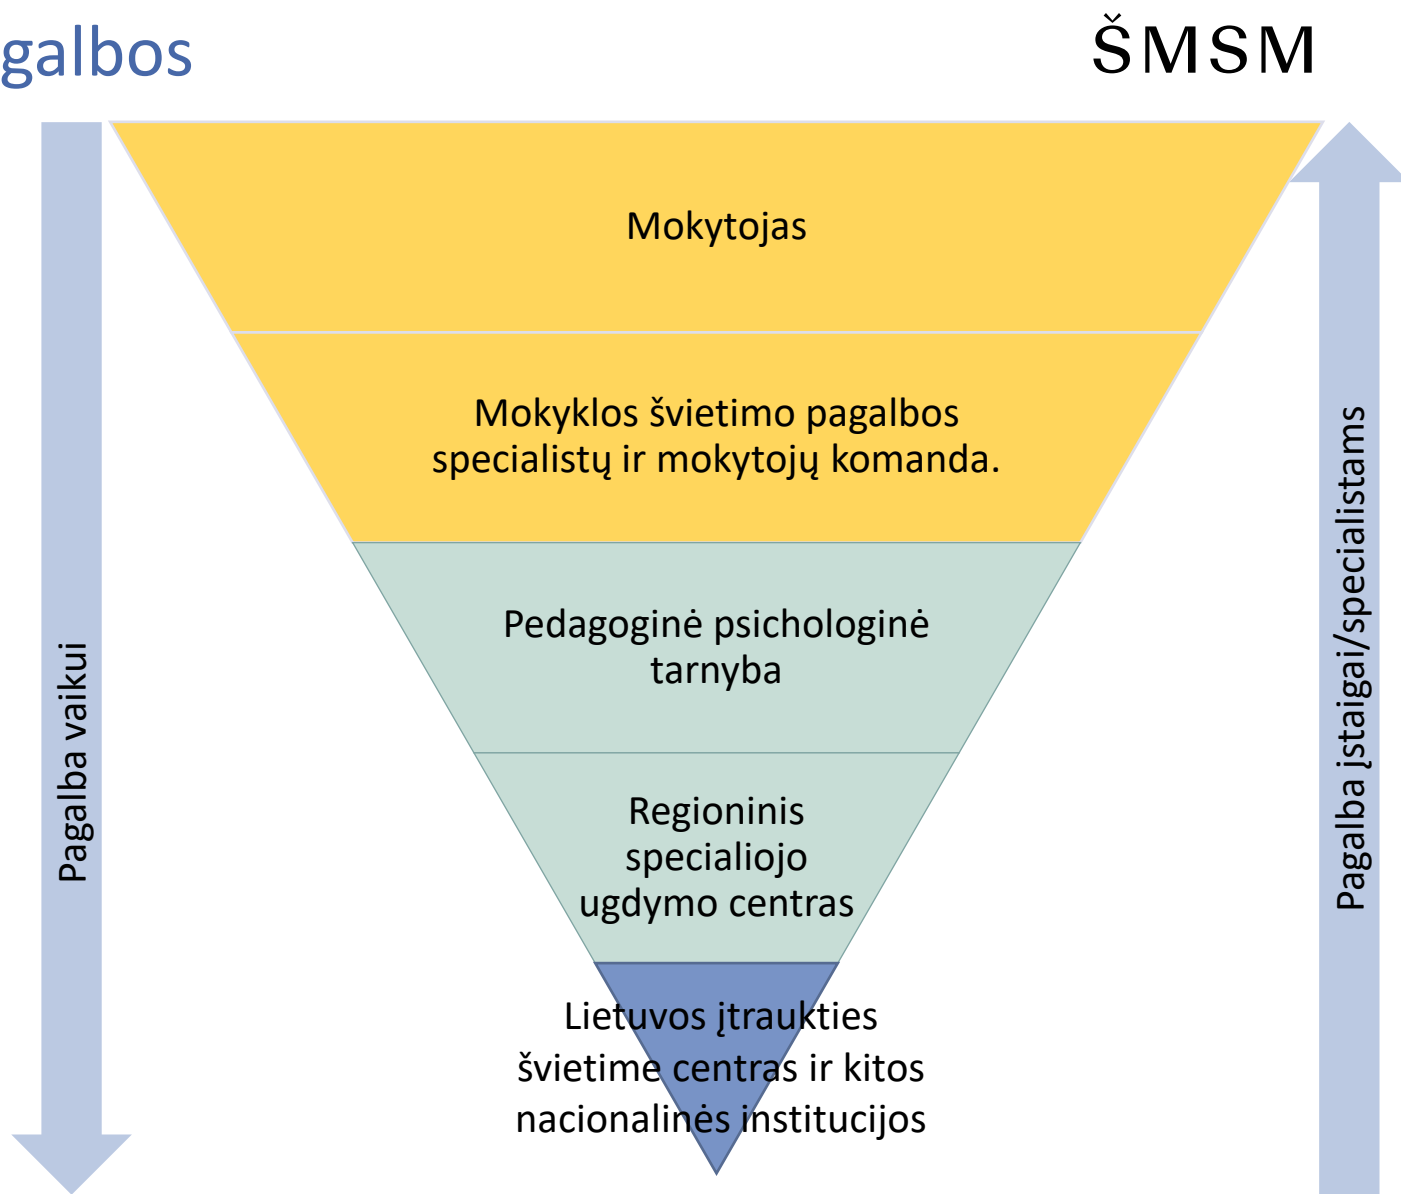 galbos
ŠMSM
Mokytojas
Mokyklos švietimo pagalbos
specialistų ir mokytojų komanda.
Pedagoginė psichologinė
tarnyba
Regioninis
specialiojo
ugdymo centras
Lietuvos įtraukties
švietime centras ir kitos
nacionalinės institucijos
Pagalba vaikui
Pagalba įstaigai/specialistams